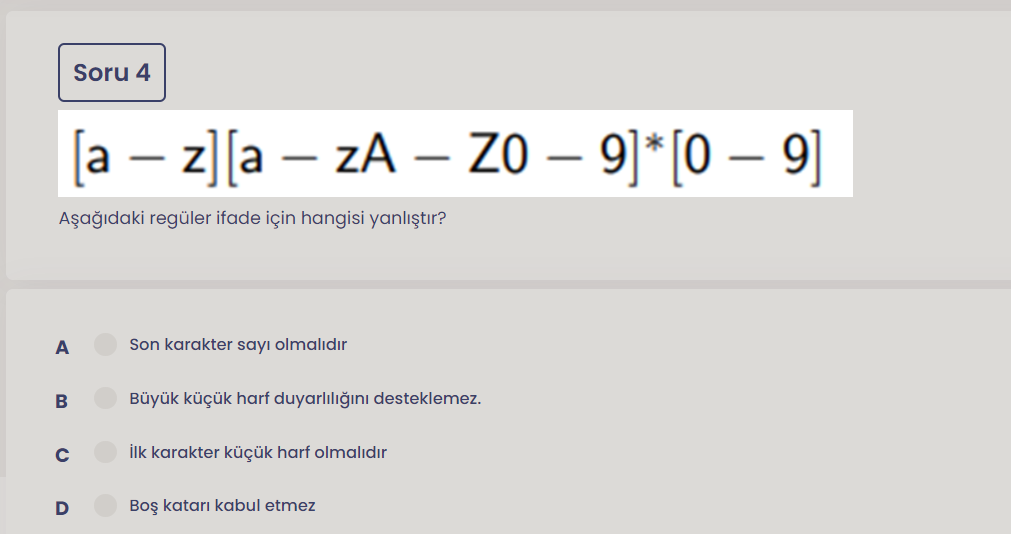 Soru 4
[a – z][a – zA – Z0 – 9]*[0 – 9]
Aşağıdaki regüler ifade için hangisi yanlıştır?
A Son karakter sayı olmalıdır
B Büyük küçük harf duyarlılığını desteklemez.
C İlk karakter küçük harf olmalıdır
D Boş katarı kabul etmez